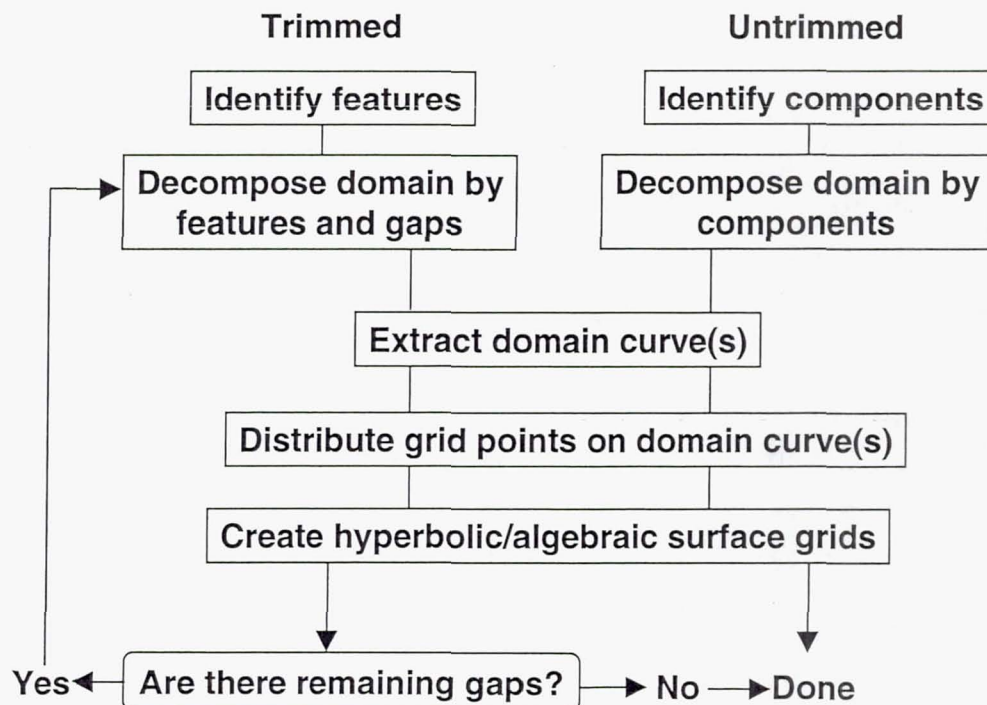 Trimmed
Untrimmed
Identify features
Identify components
Decompose domain by
features and gaps
Decompose domain by
components
Extract domain curve(s)
Distribute grid points on domain curve(s)
Create hyperbolic/algebraic surface grids
Yes
Are there remaining gaps?
No
Done